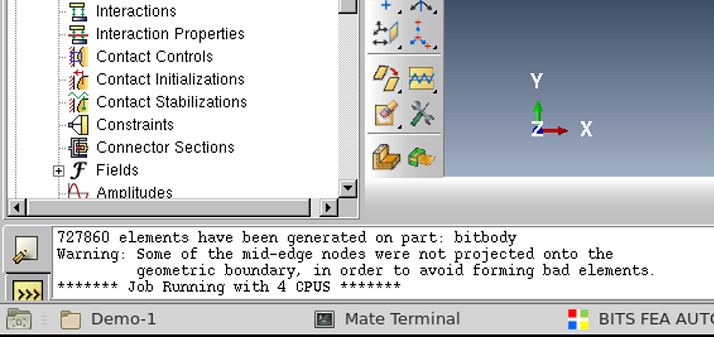 Interactions
Interaction Properties
Contact Controls
Contact Initializations
Contact Stabilizations
Constraints
Connector Sections
Fields
Amplitudes
Y
Z X
727860 elements have been generated on part: bitbody
Warning: Some of the mid-edge nodes were not projected onto the
geometric boundary, in order to avoid forming bad elements.
******* Job Running with 4 CPUS *******
>>>
Demo-1
Mate Terminal
BITS FEA AUTO